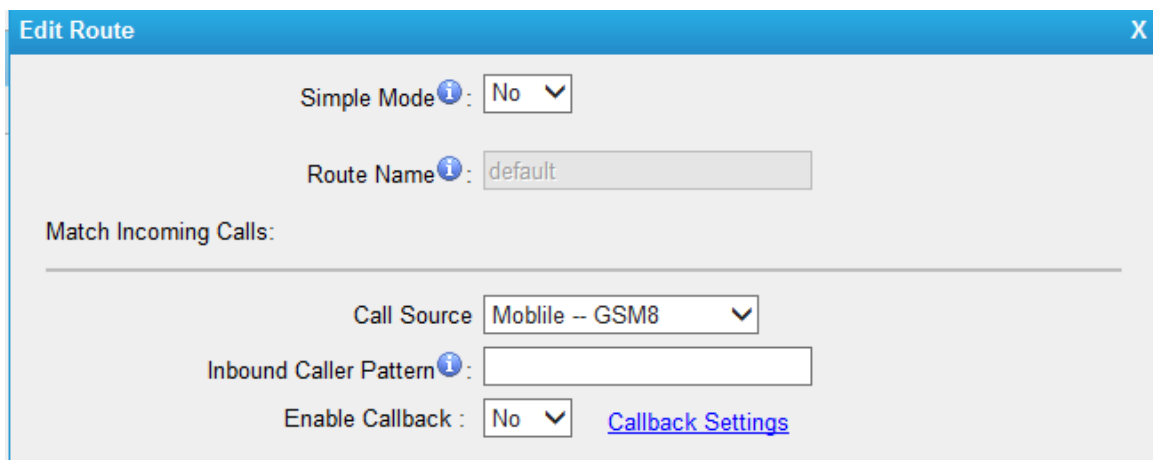 Edit Route X
Simple Mode i : No
Route Name i : default
Match Incoming Calls:
Call Source Moblile -- GSM8
Inbound Caller Pattern i :
Enable Callback : No Callback Settings